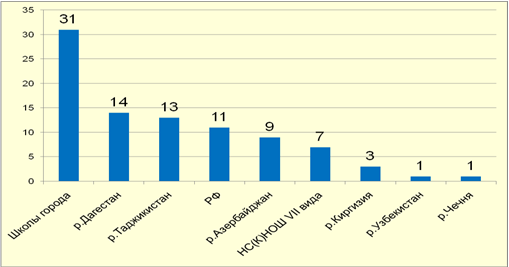 35
30
25
20
15
10
5
0
31
14
13
11
9
7
3
1
1
Школы города
р.Дагестан
р.Таджикистан
РФ
р.Азербайджан
НС(К)НОШ VII вида
р.Киргизия
р.Узбекистан
р.Чечня